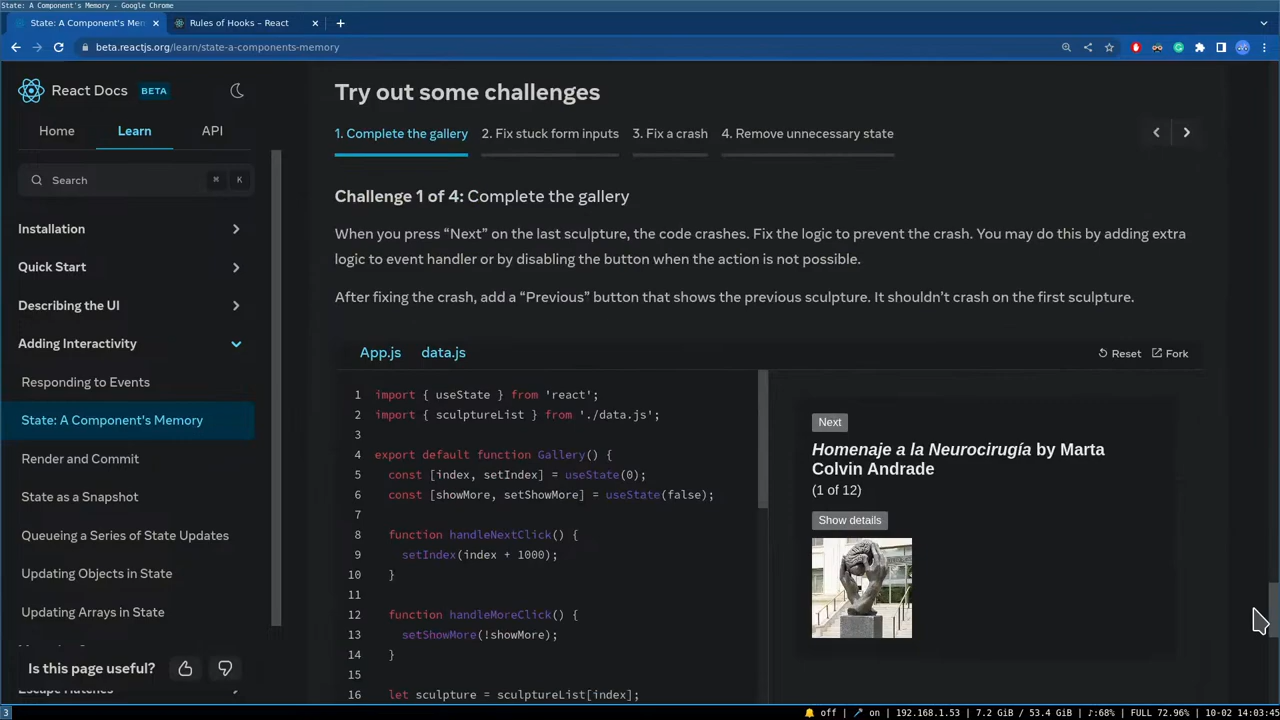 State: A Component's Memory - Google Chrome
State: A Component's Mem
Rules of Hooks – React
beta.reactjs.org/learn/state-a-components-memory
React Docs BETA
Home Learn API
Search ⌘ K
Installation
Quick Start
Describing the UI
Adding Interactivity
Responding to Events
State: A Component's Memory
Render and Commit
State as a Snapshot
Queueing a Series of State Updates
Updating Objects in State
Updating Arrays in State
Is this page useful?
Escape Hatches
Try out some challenges
1. Complete the gallery 2. Fix stuck form inputs 3. Fix a crash 4. Remove unnecessary state
Challenge 1 of 4: Complete the gallery
When you press “Next” on the last sculpture, the code crashes. Fix the logic to prevent the crash. You may do this by adding extra
logic to event handler or by disabling the button when the action is not possible.
After fixing the crash, add a “Previous” button that shows the previous sculpture. It shouldn’t crash on the first sculpture.
App.js data.js Reset Fork
1 import { useState } from 'react';
2 import { sculptureList } from './data.js';
3
4 export default function Gallery() {
5 const [index, setIndex] = useState(0);
6 const [showMore, setShowMore] = useState(false);
7
8 function handleNextClick() {
9 setIndex(index + 1000);
10 }
11
12 function handleMoreClick() {
13 setShowMore(!showMore);
14 }
15
16 let sculpture = sculptureList[index];
Next
Homenaje a la Neurocirugía by Marta
Colvin Andrade
(1 of 12)
Show details
3 off on 192.168.1.53 7.2 GiB / 53.4 GiB ♪:68% FULL 72.96% 10-02 14:03:45